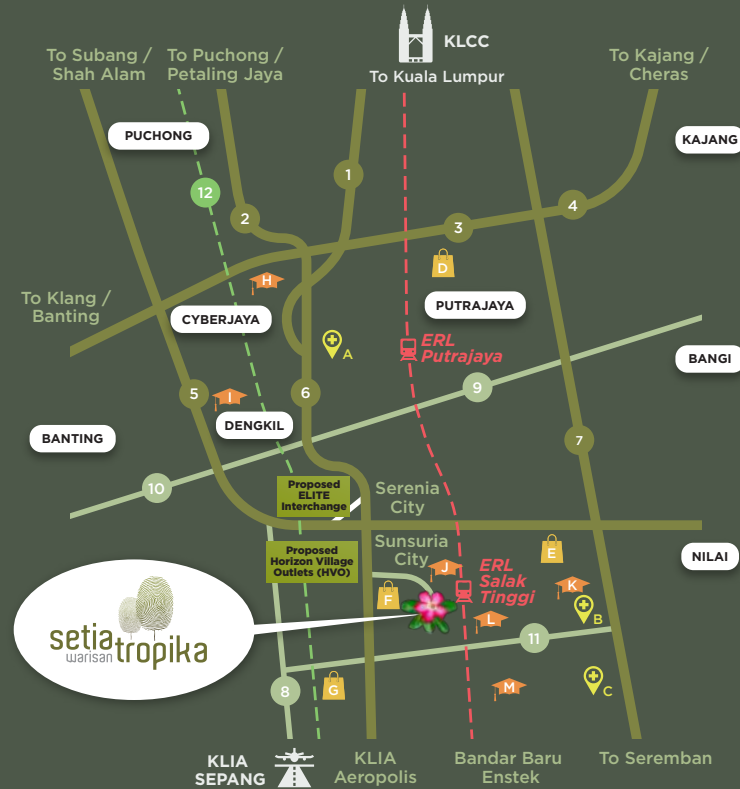 KLCC
To Subang /
Shah Alam
To Puchong /
Petaling Jaya
To Kuala Lumpur
To Kajang /
Cheras
PUCHONG
KAJANG
1
12
2
4
3
D
H
To Klang /
Banting
CYBERJAYA
PUTRAJAYA
ERL
Putrajaya
A
BANGI
9
5
I
6
DENGKIL
BANTING
7
10
Proposed
ELITE
Interchange
Serenia
City
Proposed
Horizon Village
Outlets (HVO)
Sunsuria
City
J
E
NILAI
ERL
Salak
Tinggi
F
K
B
L
setia
warisan
tropika
11
8
G
M
C
KLIA
SEPANG
KLIA
Aeropolis
Bandar Baru
Enstek
To Seremban